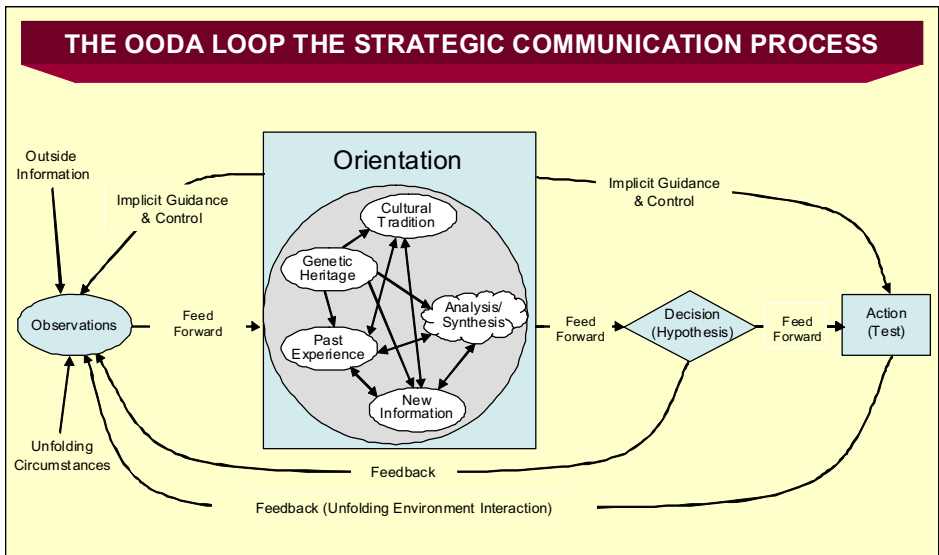 THE OODA LOOP THE STRATEGIC COMMUNICATION PROCESS
Outside
Information
Implicit Guidance
& Control
Orientation
Implicit Guidance
& Control
Cultural
Tradition
Genetic
Heritage
Analysis/
Synthesis
Past
Experience
New
Information
Observations
Feed
Forward
Feed
Forward
Decision
(Hypothesis)
Feed
Forward
Action
(Test)
Unfolding
Circumstances
Feedback
Feedback (Unfolding Environment Interaction)